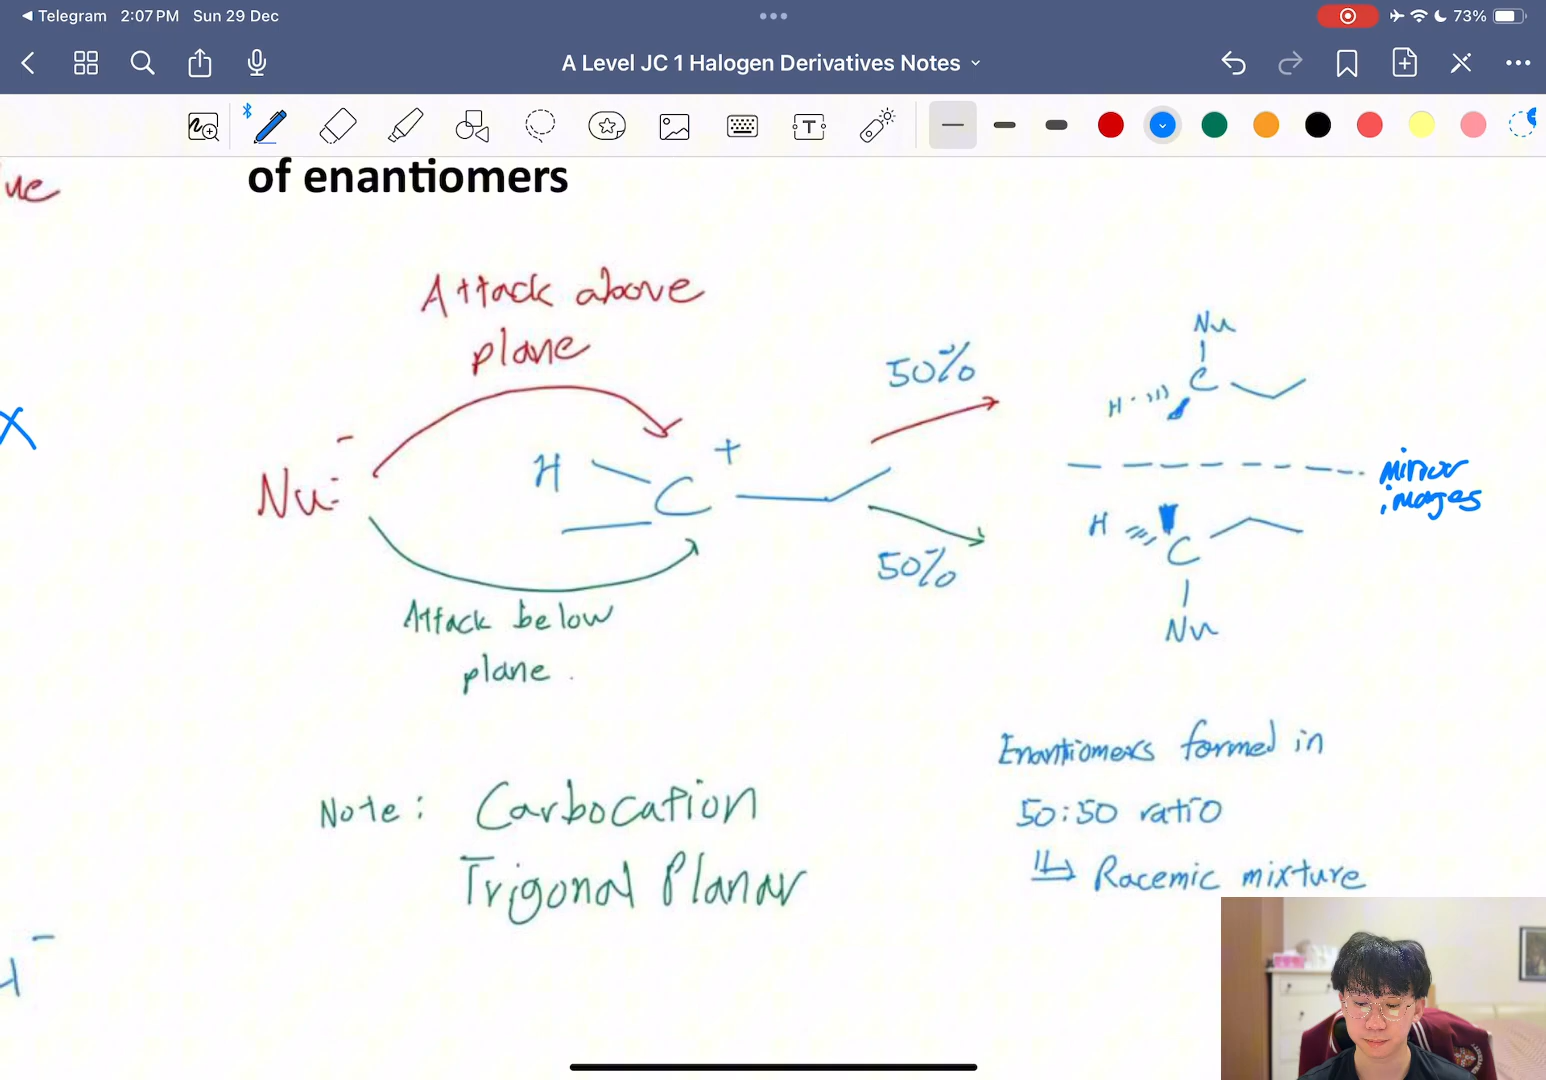 Telegram 2:07 PM Sun 29 Dec
73%
A Level JC 1 Halogen Derivatives Notes
T
ue
of enantiomers
Attack above
plane
50%
Nu
C
H
X
Nu:
-
H
C
+
mirror
images
H
C
Nu
50%
Attack below
plane.
Enantiomers formed in
50:50 ratio
Racemic mixture
Note: Carbocation
Trigonal Planar
-